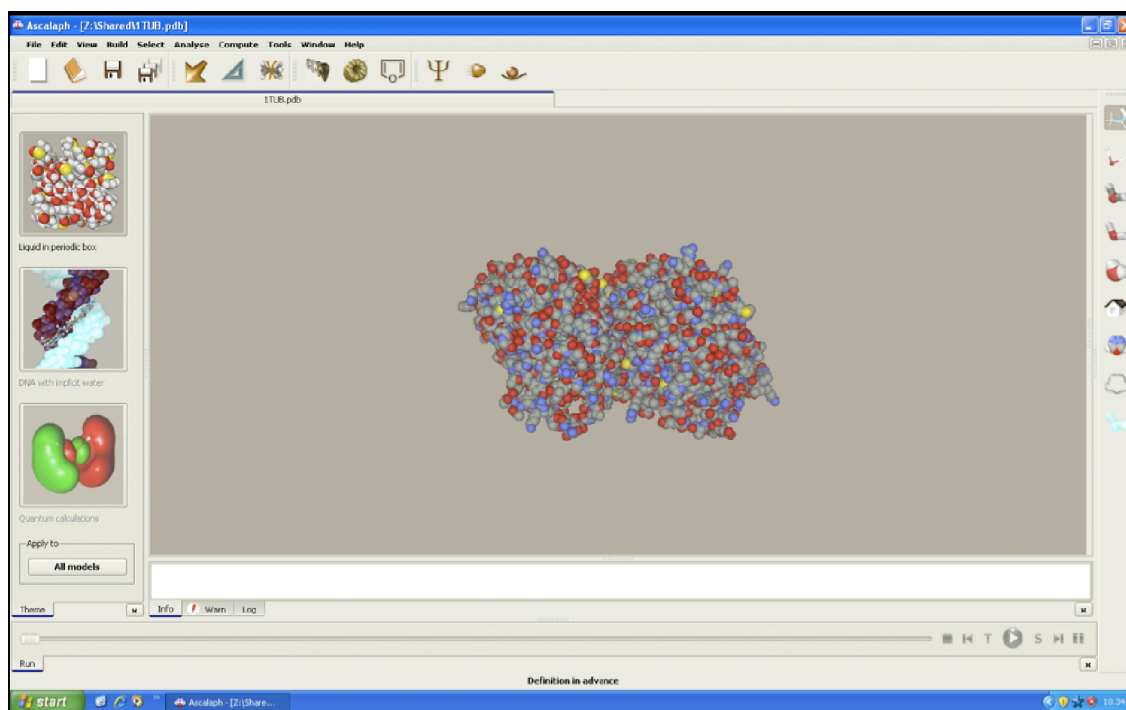 Ascalaph - [Z:\Shared\1TUB.pdb]
File Edit View Build Select Analyse Compute Tools Window Help
1TUB.pdb
Liquid in periodic box
DNA with implicit water
Quantum calculations
Apply to
All models
Theme
Info Warn Log
T S
Run
Definition in advance
start Ascalaph - [Z:\Share... 10.34